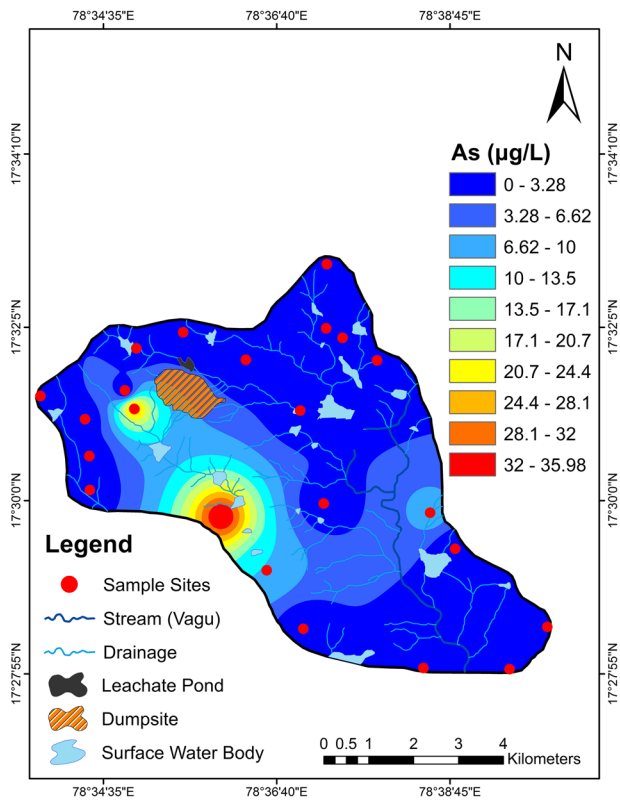 78°34'35"E 78°36'40"E 78°38'45"E
N
17°34'10"N 17°34'10"N
As (µg/L)
0 - 3.28
3.28 - 6.62
6.62 - 10
10 - 13.5
13.5 - 17.1
17.1 - 20.7
20.7 - 24.4
24.4 - 28.1
28.1 - 32
32 - 35.98
17°32'5"N 17°32'5"N
17°30'0"N 17°30'0"N
17°27'55"N 17°27'55"N
Legend
Sample Sites
Stream (Vagu)
Drainage
Leachate Pond
Dumpsite
Surface Water Body
0 0.5 1 2 3 4
Kilometers
78°34'35"E 78°36'40"E 78°38'45"E